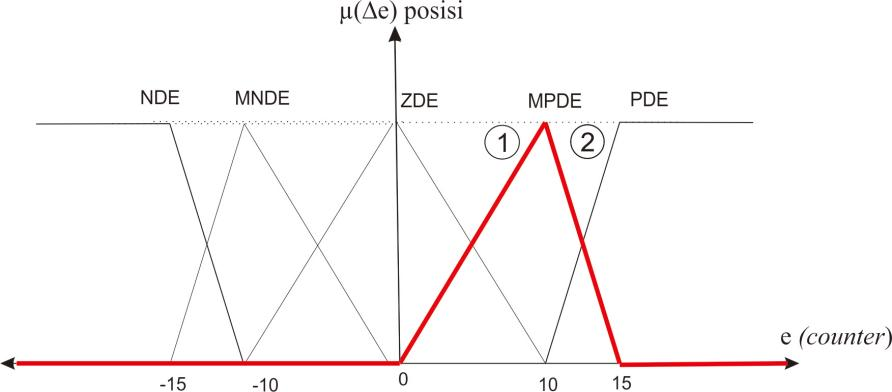 μ(Δe) posisi
NDE MNDE ZDE MPDE PDE
1 2
e (counter)
-15 -10 0 10 15